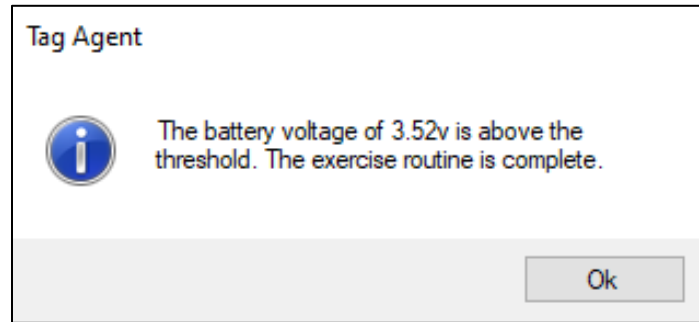 Tag Agent
The battery voltage of 3.52v is above the
threshold. The exercise routine is complete.
Ok